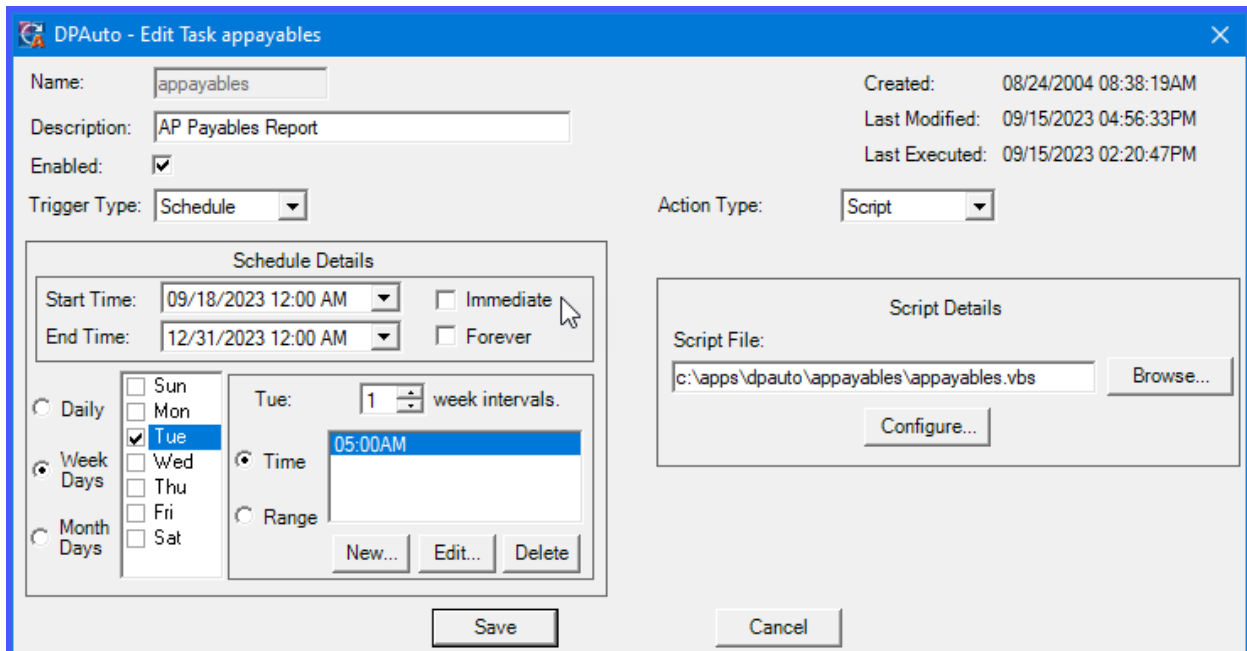 DPAuto - Edit Task appayables
Name: appayables
Created: 08/24/2004 08:38:19AM
Description: AP Payables Report
Last Modified: 09/15/2023 04:56:33PM
Enabled:
Last Executed: 09/15/2023 02:20:47PM
Trigger Type: Schedule
Action Type: Script
Schedule Details
Start Time: 09/18/2023 12:00 AM Immediate
End Time: 12/31/2023 12:00 AM Forever
Script Details
Script File:
c:\apps\dpauto\appayables\appayables.vbs Browse...
Configure...
Daily
Week
Days
Month
Days
Sun
Mon
Tue
Wed
Thu
Fri
Sat
Tue: 1 week intervals.
Time
Range
05:00AM
New... Edit... Delete
Save Cancel